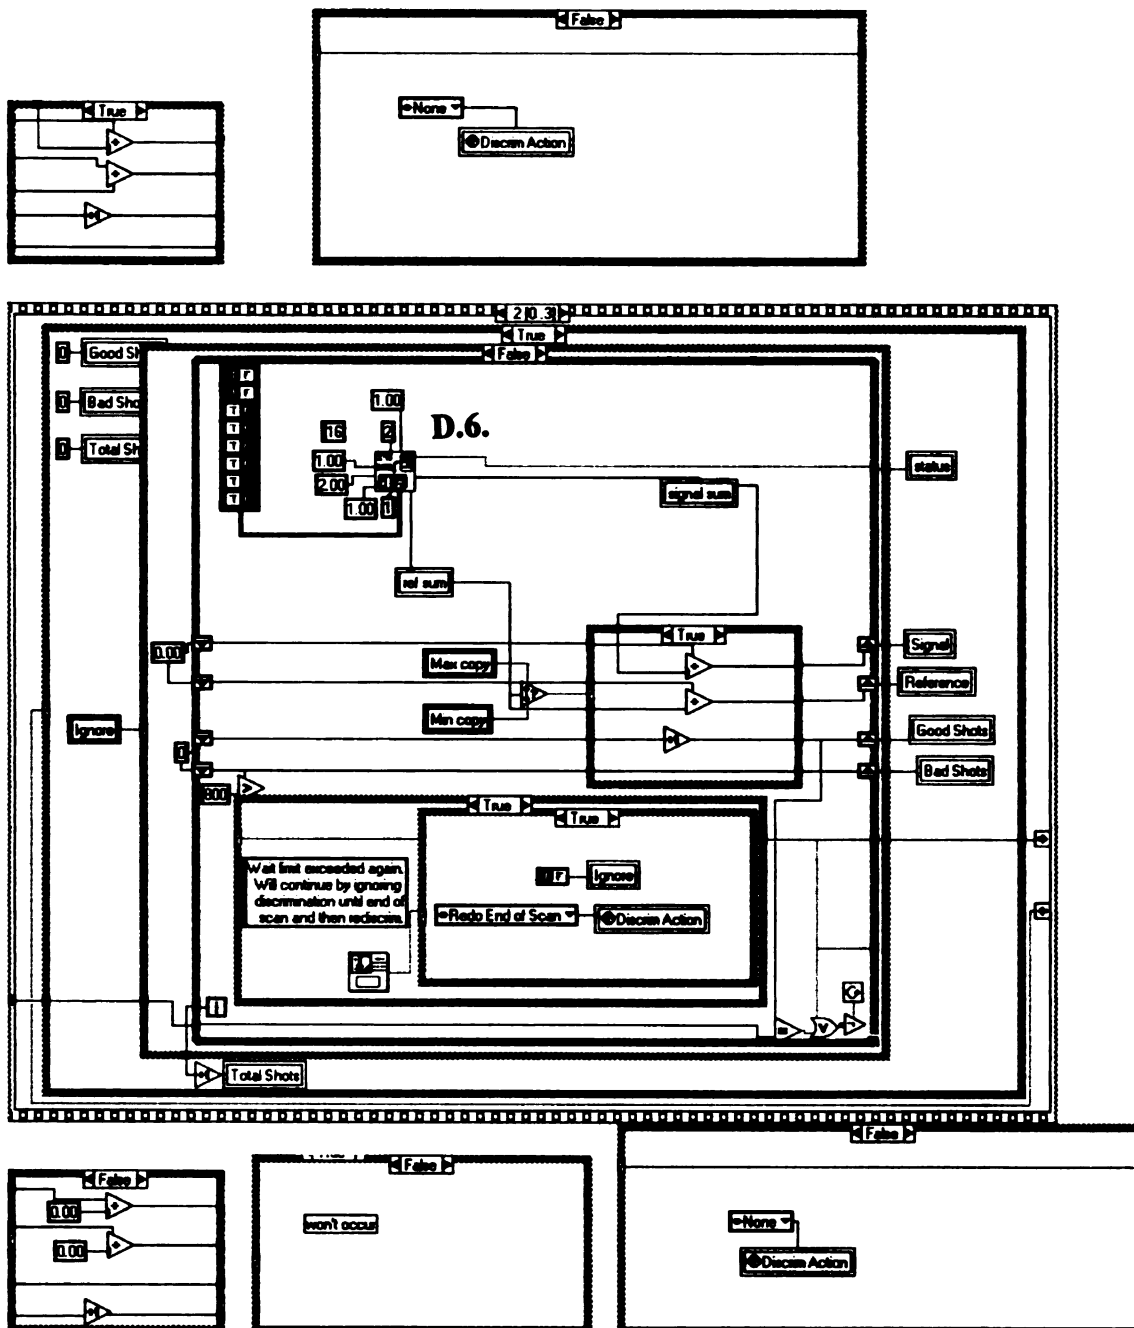 False
None
Discrim Action
True
2 [0..3]
True
False
0
Good Sh
0
Bad Sho
0
Total Sh
F
F
T
T
T
T
T
T
1.00
D.6.
16
2
1.00
2.00
1.00
1
status
signal sum
ref sum
True
0.00
Signal
Max copy
Reference
Min copy
Ignore
Good Shots
0
Bad Shots
800
True
True
Wait limit exceeded again.
Will continue by ignoring
discrimination until end of
scan and then rediscrim.
F
Ignore
Redo End of Scan
Discrim Action
i
Total Shots
False
False
False
0.00
won't occur
None
0.00
Discrim Action